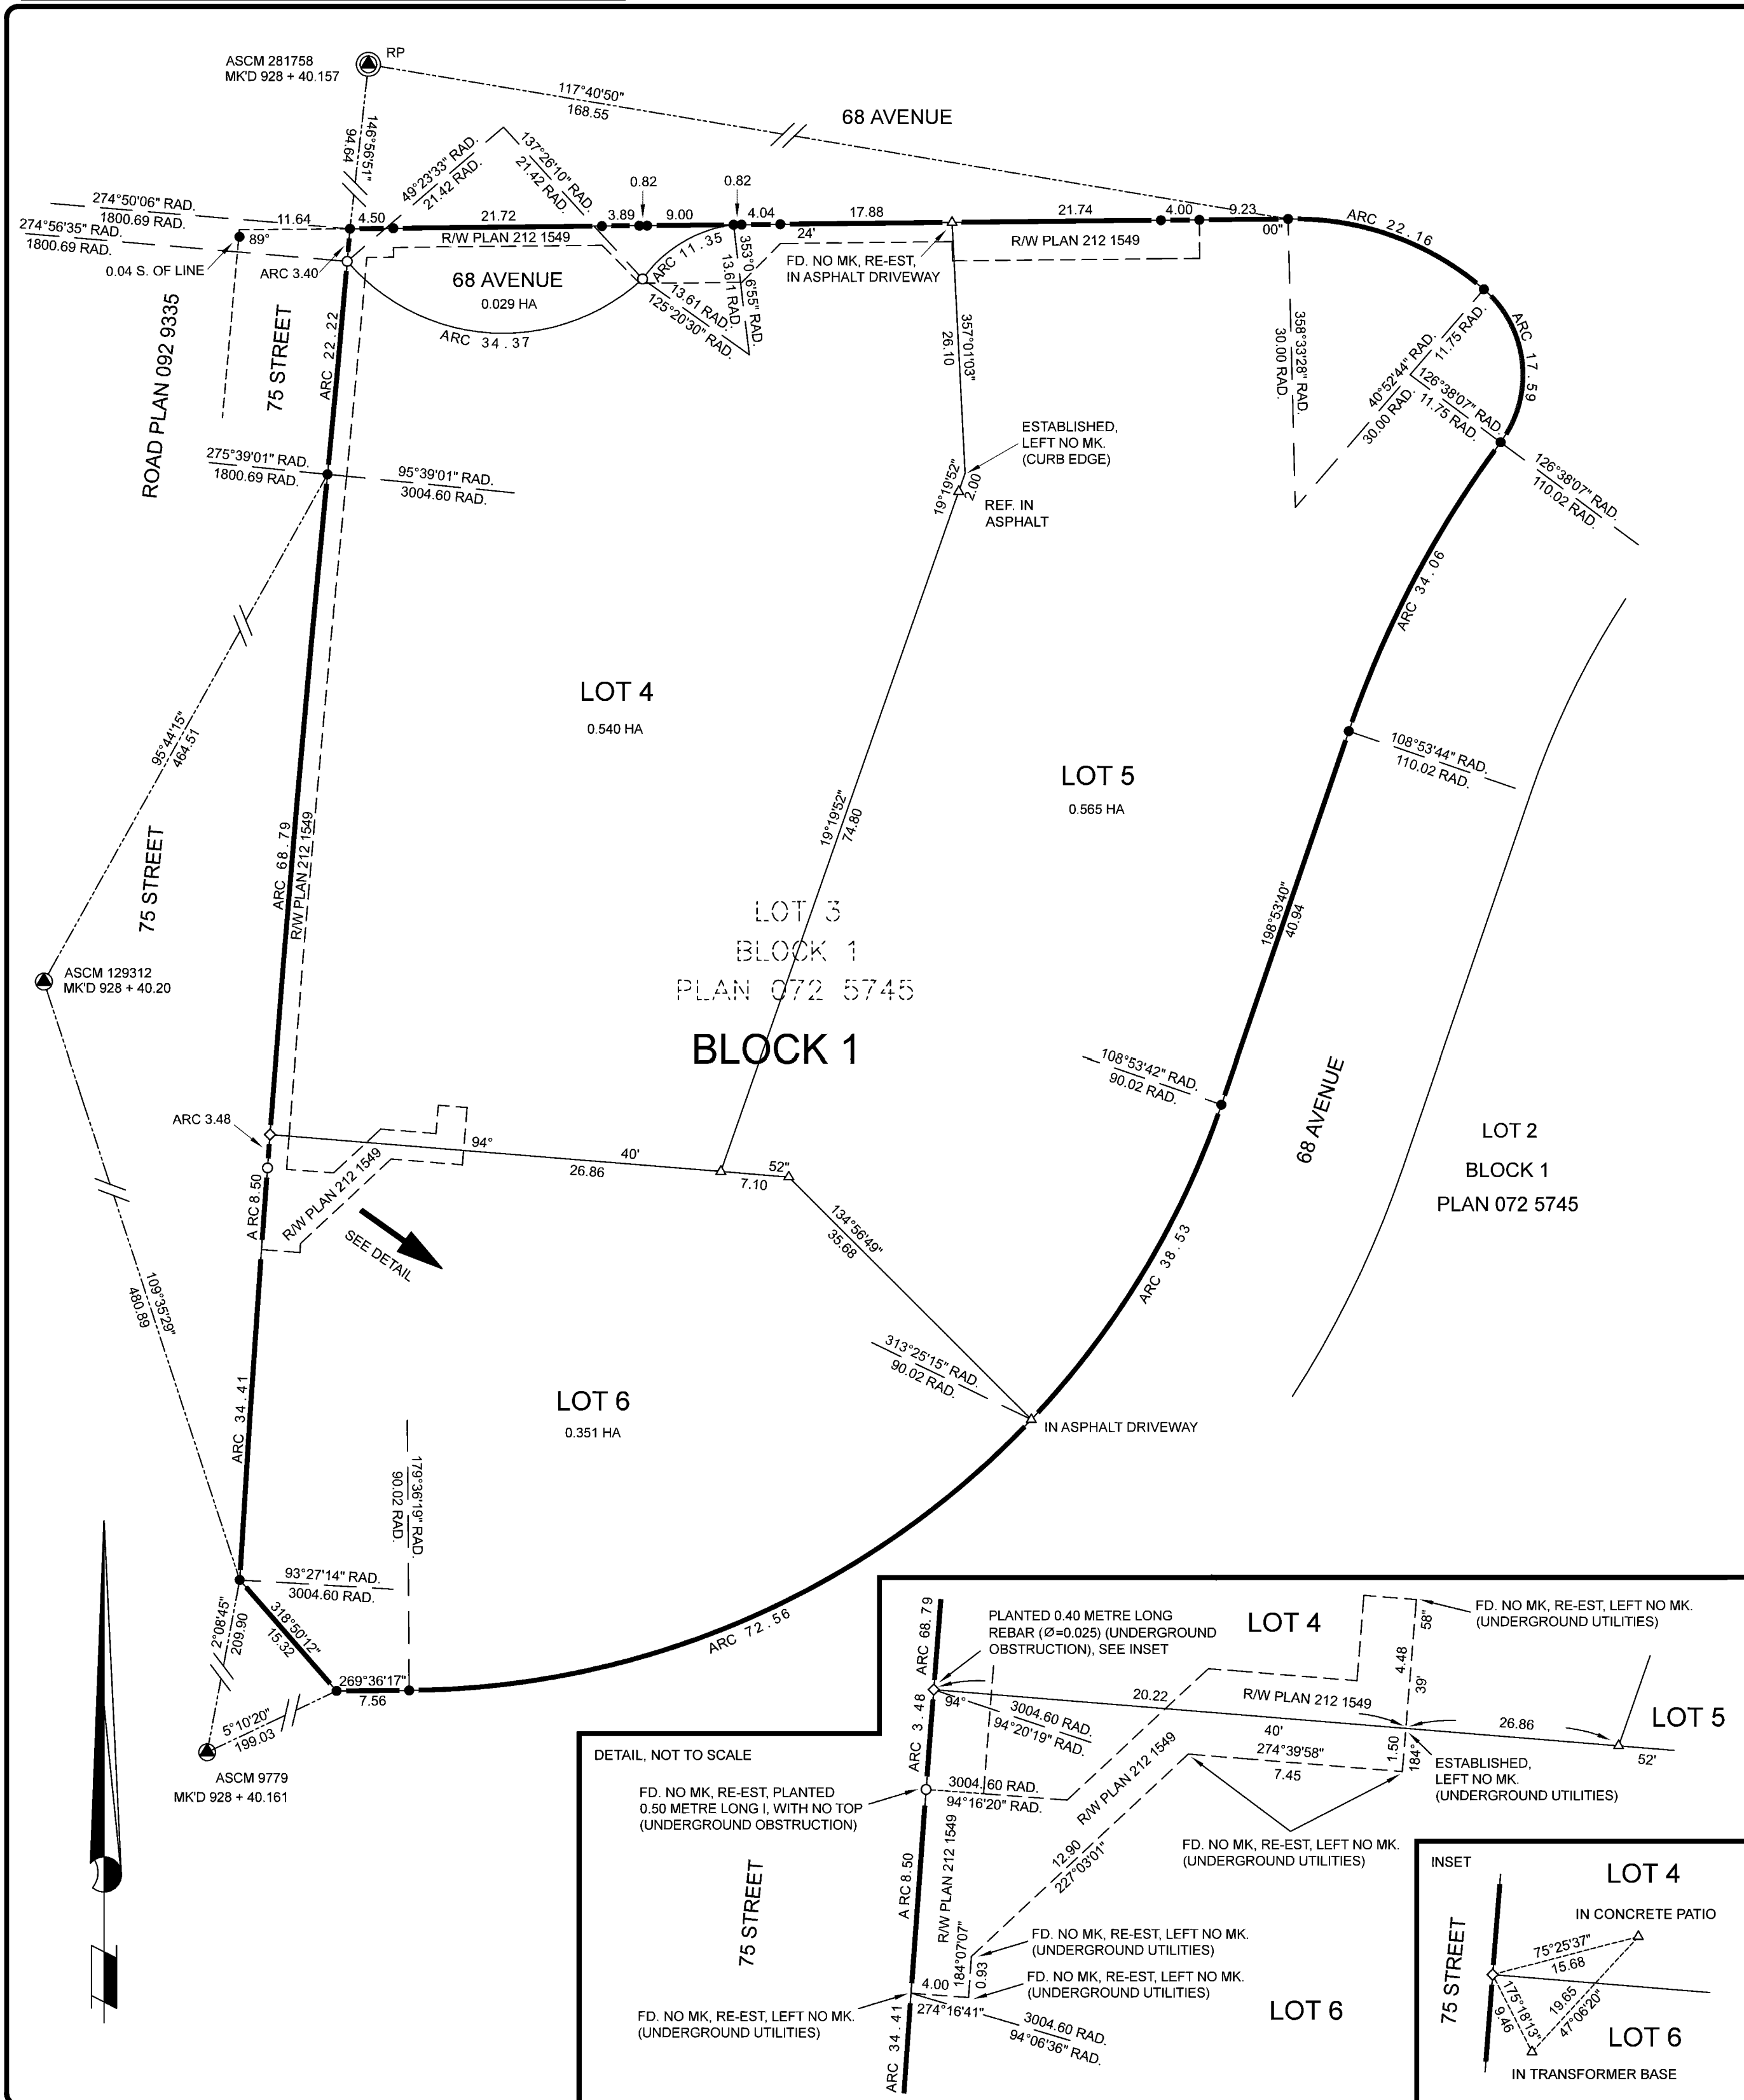 ASCM 281758
MK'D 928 + 40.157
RP
117°40'50"
168.55
68 AVENUE
146°56'51"
94.64
49°23'33" RAD.
21.42 RAD.
137°26'10" RAD.
21.42 RAD.
0.82
0.82
274°50'06" RAD.
1800.69 RAD.
274°56'35" RAD.
1800.69 RAD.
11.64
4.50
21.72
3.89
9.00
4.04
17.88
21.74
4.00
9.23
ARC 22.16
89°
24'
00"
R/W PLAN 212 1549
R/W PLAN 212 1549
0.04 S. OF LINE
ARC 3.40
68 AVENUE
0.029 HA
ARC 11.35
ARC 34.37
13.61 RAD.
125°20'30" RAD.
353°06'55" RAD.
13.61 RAD.
FD. NO MK, RE-EST,
IN ASPHALT DRIVEWAY
ROAD PLAN 092 9335
75 STREET
ARC 22.22
357°01'03"
26.10
358°33'28" RAD.
30.00 RAD.
40°52'44" RAD.
30.00 RAD.
11.75 RAD.
126°38'07" RAD.
11.75 RAD.
ARC 17.59
126°38'07" RAD.
110.02 RAD.
ESTABLISHED,
LEFT NO MK.
(CURB EDGE)
19°19'52"
2.00
REF. IN
ASPHALT
275°39'01" RAD.
1800.69 RAD.
95°39'01" RAD.
3004.60 RAD.
ARC 34.06
LOT 4
0.540 HA
95°44'15"
464.51
108°53'44" RAD.
110.02 RAD.
LOT 5
0.565 HA
19°19'52"
74.80
75 STREET
ARC 68.79
R/W PLAN 212 1549
198°53'40"
40.94
LOT 3
BLOCK 1
PLAN 072 5745
BLOCK 1
ASCM 129312
MK'D 928 + 40.20
108°53'42" RAD.
90.02 RAD.
68 AVENUE
LOT 2
BLOCK 1
PLAN 072 5745
ARC 3.48
94°
40'
26.86
52"
7.10
A RC 8.50
R/W PLAN 212 1549
SEE DETAIL
134°56'49"
35.68
ARC 38.53
109°35'29"
480.89
313°25'15" RAD.
90.02 RAD.
IN ASPHALT DRIVEWAY
LOT 6
0.351 HA
ARC 34.41
179°36'19" RAD.
90.02 RAD.
93°27'14" RAD.
3004.60 RAD.
318°50'12"
15.32
2°08'45"
209.90
269°36'17"
7.56
ARC 72.56
5°10'20"
199.03
ASCM 9779
MK'D 928 + 40.161
DETAIL, NOT TO SCALE
ARC 68.79
PLANTED 0.40 METRE LONG
REBAR (Ø=0.025) (UNDERGROUND
OBSTRUCTION), SEE INSET
LOT 4
FD. NO MK, RE-EST, LEFT NO MK.
(UNDERGROUND UTILITIES)
58"
4.48
39'
20.22
R/W PLAN 212 1549
94°
3004.60 RAD.
94°20'19" RAD.
40'
26.86
LOT 5
52'
ARC 3.48
274°39'58"
7.45
1.50
184°
ESTABLISHED,
LEFT NO MK.
(UNDERGROUND UTILITIES)
FD. NO MK, RE-EST, PLANTED
0.50 METRE LONG I, WITH NO TOP
(UNDERGROUND OBSTRUCTION)
3004.60 RAD.
94°16'20" RAD.
R/W PLAN 212 1549
12.90
227°03'01"
FD. NO MK, RE-EST, LEFT NO MK.
(UNDERGROUND UTILITIES)
75 STREET
A RC 8.50
R/W PLAN 212 1549
184°07'07"
0.93
FD. NO MK, RE-EST, LEFT NO MK.
(UNDERGROUND UTILITIES)
FD. NO MK, RE-EST, LEFT NO MK.
(UNDERGROUND UTILITIES)
4.00
274°16'41"
3004.60 RAD.
94°06'36" RAD.
FD. NO MK, RE-EST, LEFT NO MK.
(UNDERGROUND UTILITIES)
ARC 34.41
LOT 6
INSET
LOT 4
IN CONCRETE PATIO
75 STREET
75°25'37"
15.68
175°18'13"
9.46
19.65
47°06'20"
LOT 6
IN TRANSFORMER BASE